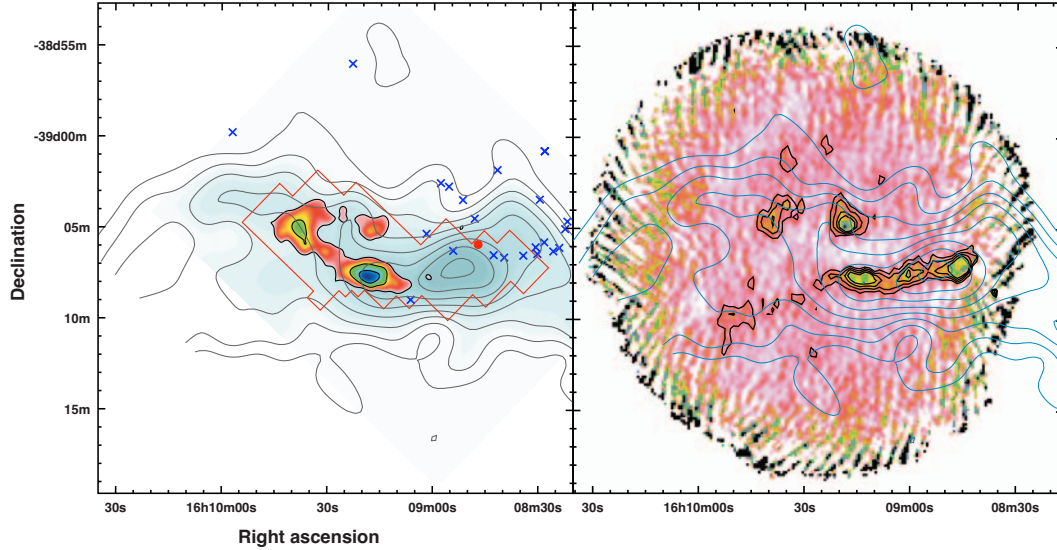 -38d55m
-39d00m
05m
10m
15m
Declination
30s
16h10m00s
30s
09m00s
08m30s
30s
16h10m00s
30s
09m00s
08m30s
Right ascension